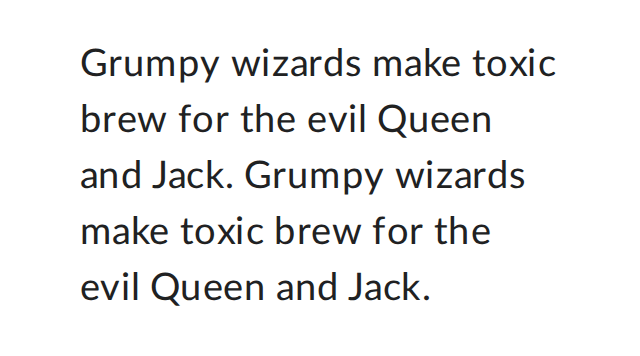 Grumpy wizards make toxic
brew for the evil Queen
and Jack. Grumpy wizards
make toxic brew for the
evil Queen and Jack.